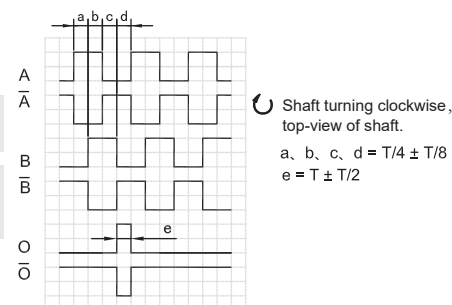 a b c d
A
A̅
B
B̅
e
O
O̅
Shaft turning clockwise,
top-view of shaft.
a、b、c、d = T/4 ± T/8
e = T ± T/2